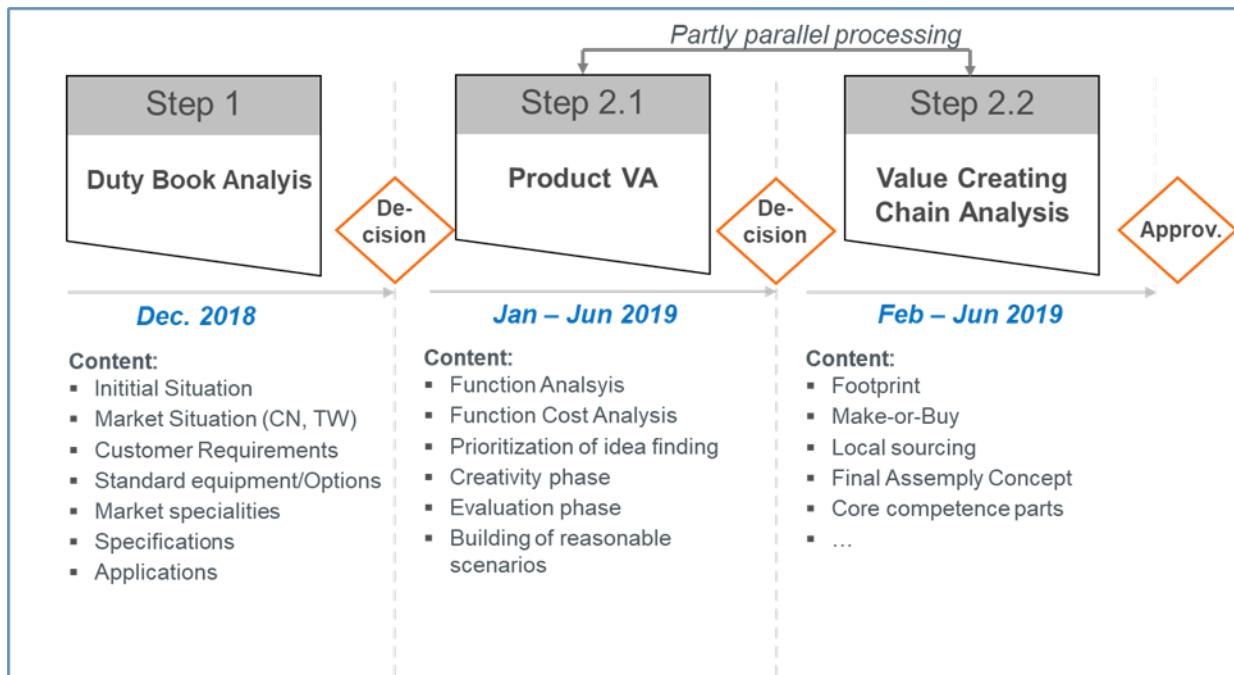 Partly parallel processing
Step 1
Duty Book Analyis
De-
cision
Dec. 2018
Content:
▪ Inititial Situation
▪ Market Situation (CN, TW)
▪ Customer Requirements
▪ Standard equipment/Options
▪ Market specialities
▪ Specifications
▪ Applications
Step 2.1
Product VA
De-
cision
Jan – Jun 2019
Content:
▪ Function Analsyis
▪ Function Cost Analysis
▪ Prioritization of idea finding
▪ Creativity phase
▪ Evaluation phase
▪ Building of reasonable
scenarios
Step 2.2
Value Creating
Chain Analysis
Approv.
Feb – Jun 2019
Content:
▪ Footprint
▪ Make-or-Buy
▪ Local sourcing
▪ Final Assembly Concept
▪ Core competence parts
▪ …